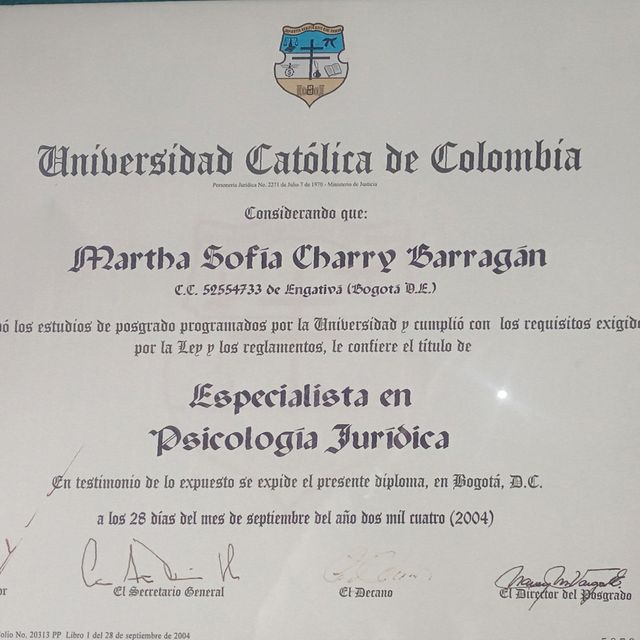 Universidad Católica de Colombia
Personería Jurídica No. 2271 de Julio 7 de 1970 - Ministerio de Justicia
Considerando que:
Martha Sofía Charry Barragán
C.C. 52554733 de Engativá (Bogotá D.E.)
ó los estudios de posgrado programados por la Universidad y cumplió con los requisitos exigido
por la Ley y los reglamentos, le confiere el título de
Especialista en
Psicología Jurídica
En testimonio de lo expuesto se expide el presente diploma, en Bogotá, D.C.
a los 28 días del mes de septiembre del año dos mil cuatro (2004)
or El Secretario General El Decano El Director del Posgrado
folio No. 20313 PP Libro 1 del 28 de septiembre de 2004